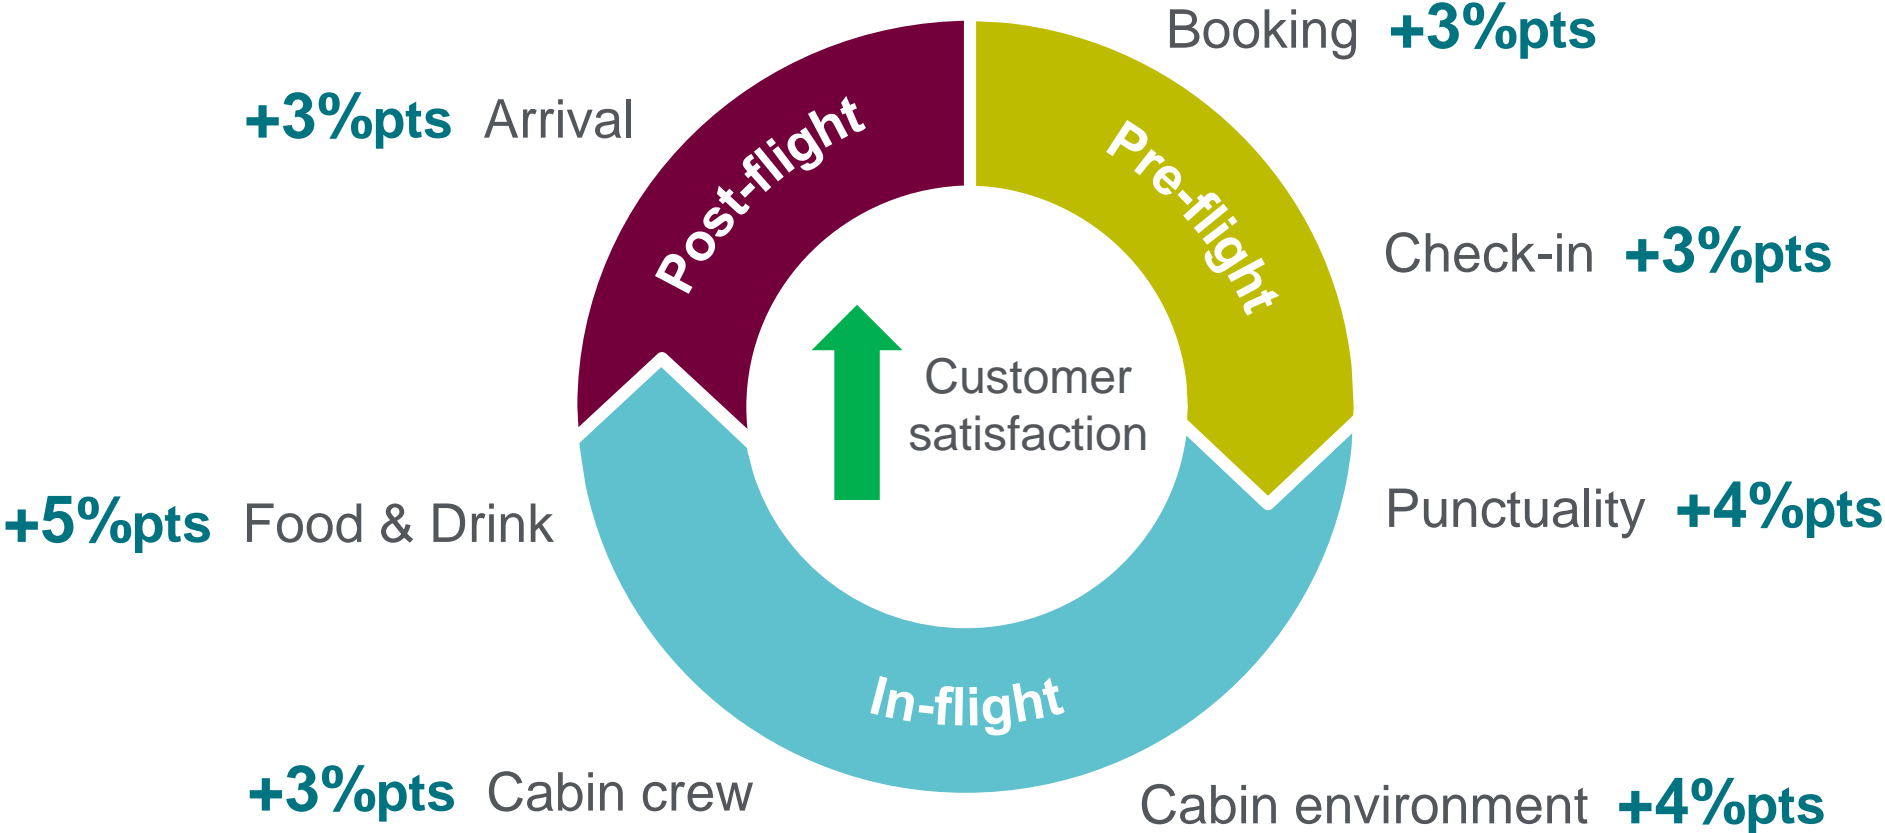 Booking +3%pts
+3%pts Arrival
Post-flight
Pre-flight
Check-in +3%pts
Customer
satisfaction
Punctuality +4%pts
+5%pts Food & Drink
In-flight
+3%pts Cabin crew
Cabin environment +4%pts